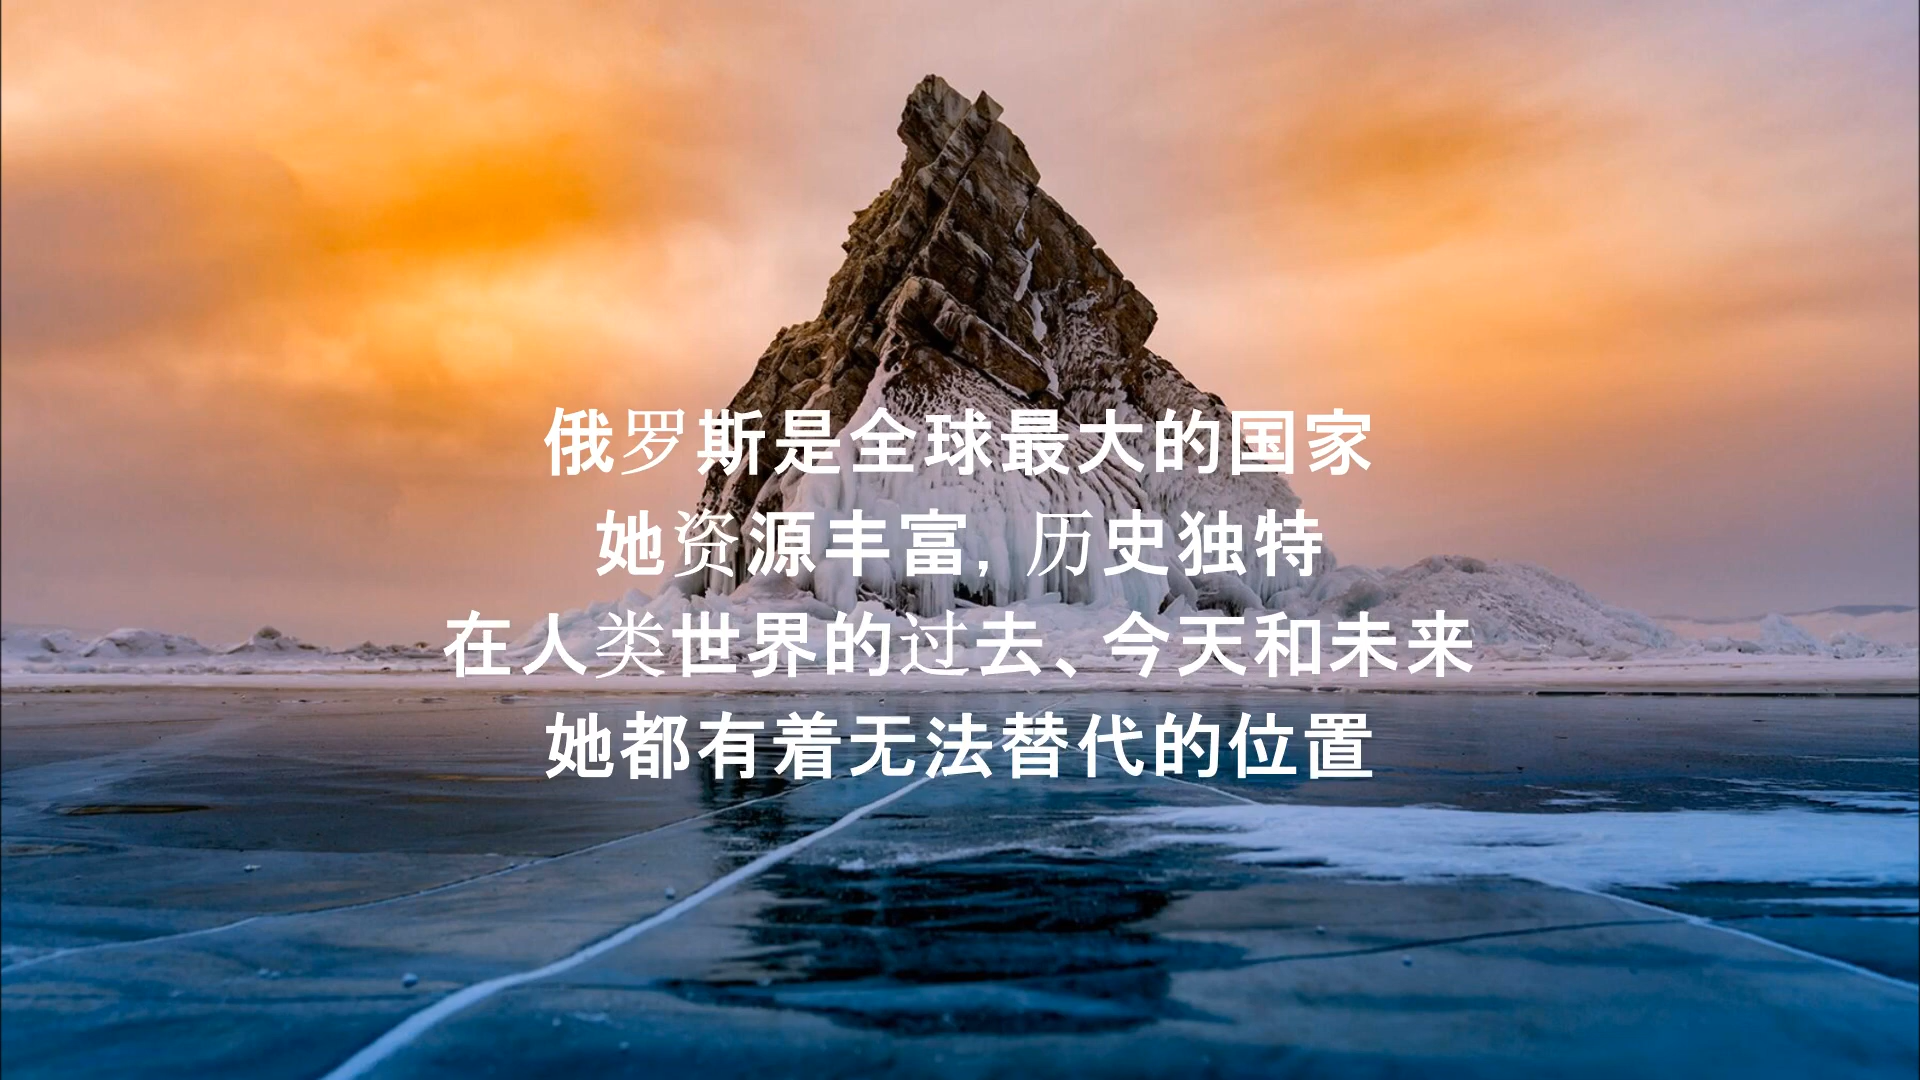 俄罗斯是全球最大的国家
她资源丰富, 历史独特
在人类世界的过去、今天和未来
她都有着无法替代的位置